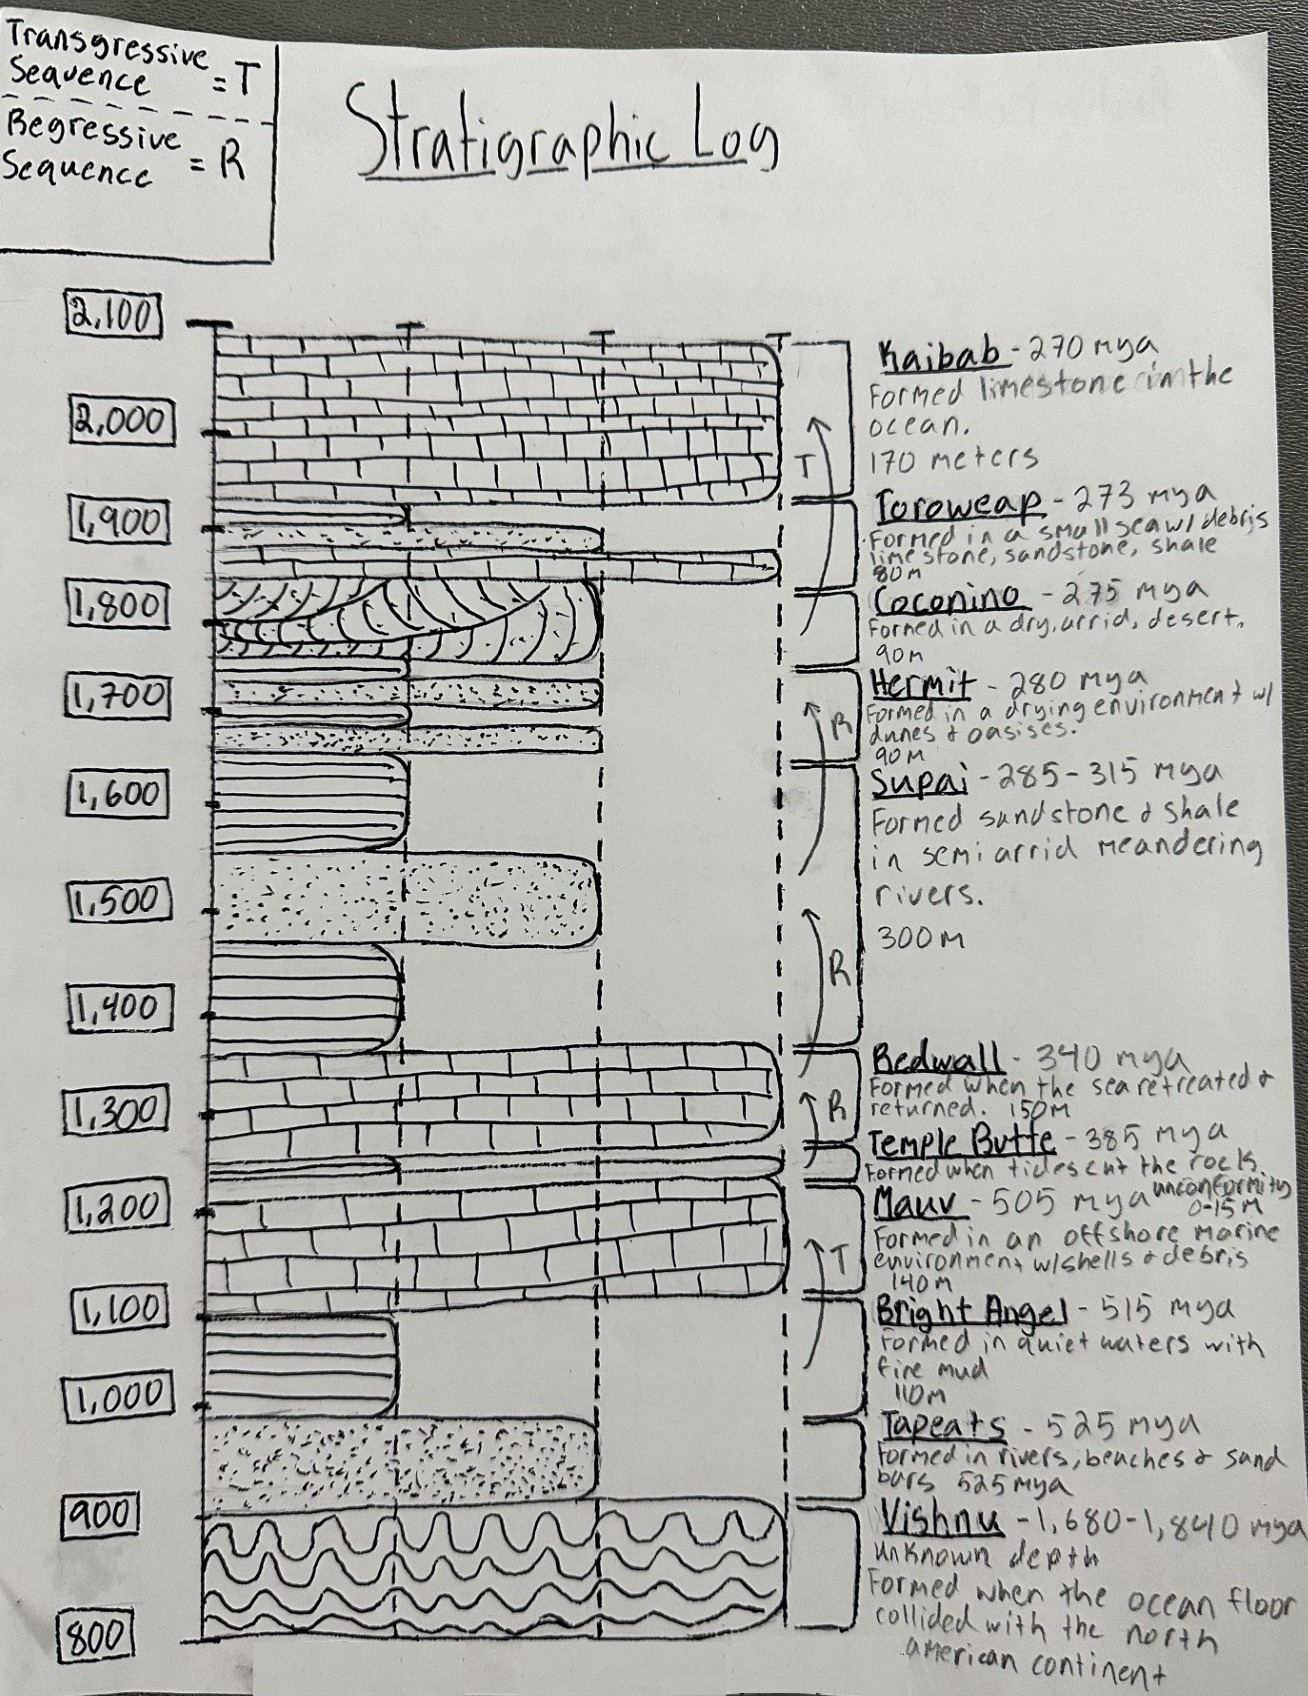 Transgressive
Sequence = T
Regressive
Sequence = R
Stratigraphic Log
2,100
2,000
1,900
1,800
1,700
1,600
1,500
1,400
1,300
1,200
1,100
1,000
900
800
T
R
R
R
T
Kaibab - 270 mya
Formed limestone in the
ocean.
170 meters
Toroweap - 273 mya
Formed in a small sea w/ debris
limestone, sandstone, shale
80m
Coconino - 275 mya
Formed in a dry, arrid, desert.
90m
Hermit - 280 mya
Formed in a drying environment w/
dunes & oasises.
90m
Supai - 285-315 mya
Formed sandstone & shale
in semi arrid meandering
rivers.
300m
Redwall - 340 mya
Formed when the sea retreated &
returned. 150m
Temple Butte - 385 mya
Formed when tides cut the rock.
unconformity
0-15m
Mauv - 505 mya
Formed in an offshore marine
environment w/shells & debris
140m
Bright Angel - 515 mya
Formed in quiet waters with
fine mud
110m
Tapeats - 525 mya
Formed in rivers, beaches & sand
bars 525 mya
Vishnu - 1,680-1,840 mya
unknown depth
Formed when the ocean floor
collided with the north
american continent